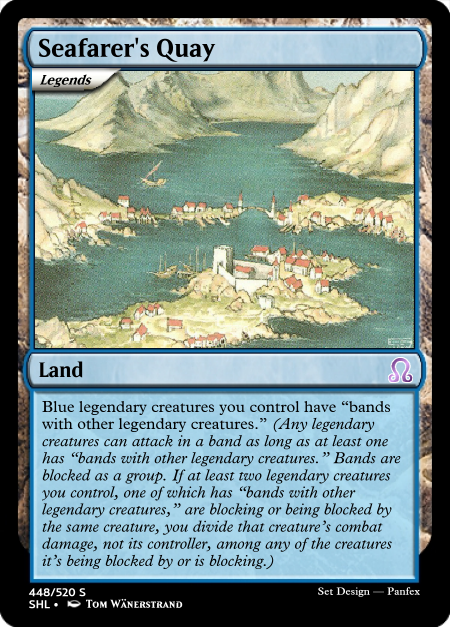 Seafarer's Quay
Legends
Land
Blue legendary creatures you control have “bands
with other legendary creatures.” (Any legendary
creatures can attack in a band as long as at least one
has “bands with other legendary creatures.” Bands are
blocked as a group. If at least two legendary creatures
you control, one of which has “bands with other
legendary creatures,” are blocking or being blocked by
the same creature, you divide that creature's combat
damage, not its controller, among any of the creatures
it's being blocked by or is blocking.)
448/520 S
Set Design — Panfex
SHL • Tom Wänerstrand